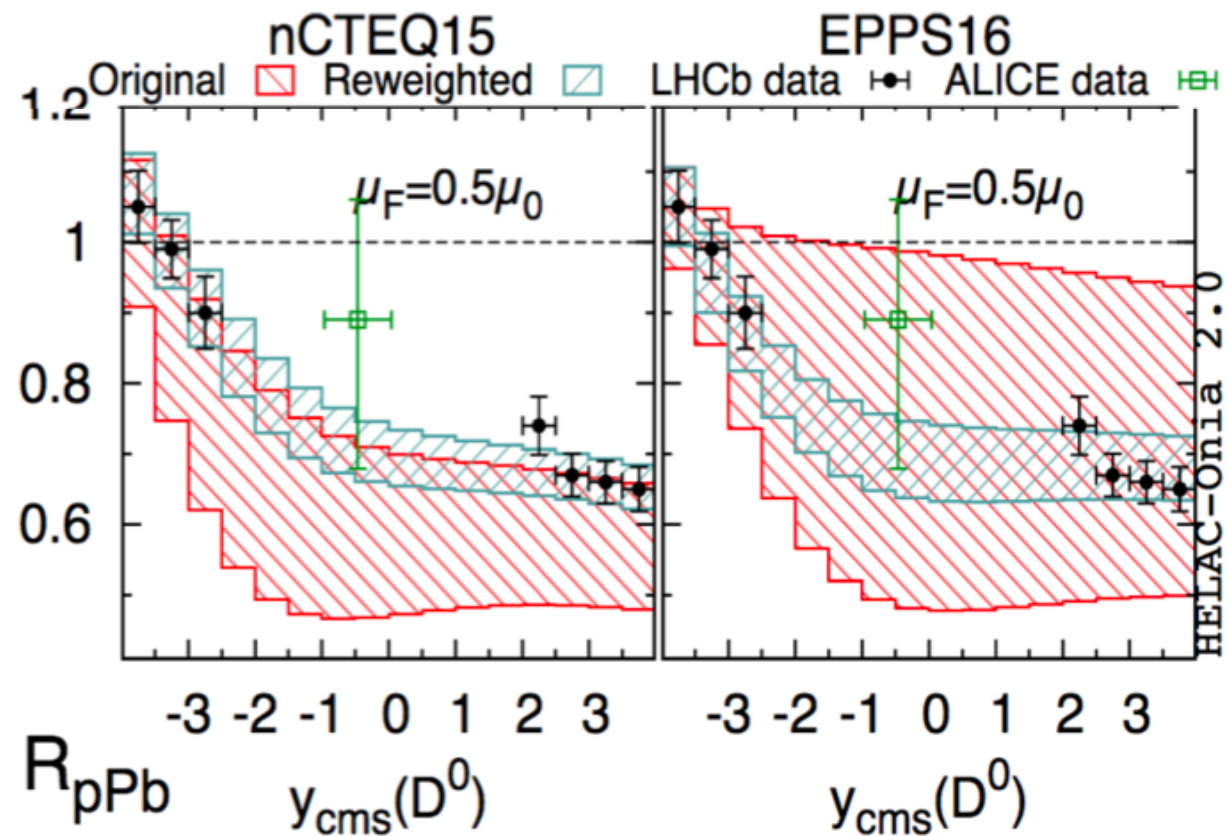 nCTEQ15 EPPS16
Original Reweighted LHCb data ALICE data
1.2
μF=0.5μ0 μF=0.5μ0
1
0.8
0.6
-3 -2 -1 0 1 2 3 -3 -2 -1 0 1 2 3
RpPb ycms(D0) ycms(D0)
HELAC-Onia 2.0